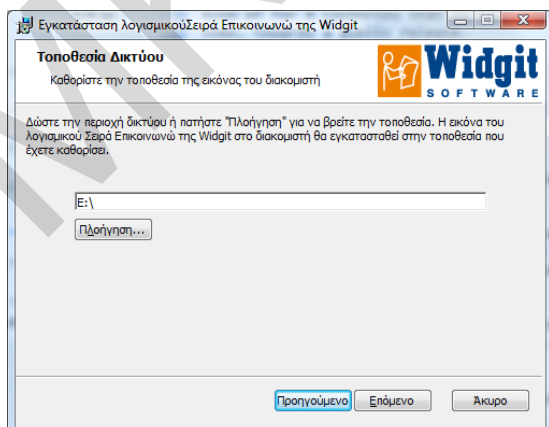 Εγκατάσταση λογισμικούΣειρά Επικοινωνώ της Widgit
Τοποθεσία Δικτύου
Καθορίστε την τοποθεσία της εικόνας του διακομιστή
Widgit
SOFTWARE
Δώστε την περιοχή δικτύου ή πατήστε "Πλοήγηση" για να βρείτε την τοποθεσία. Η εικόνα του
λογισμικού Σειρά Επικοινωνώ της Widgit στο διακομιστή θα εγκατασταθεί στην τοποθεσία που
έχετε καθορίσει.
E:\
Πλοήγηση...
Προηγούμενο Επόμενο Άκυρο